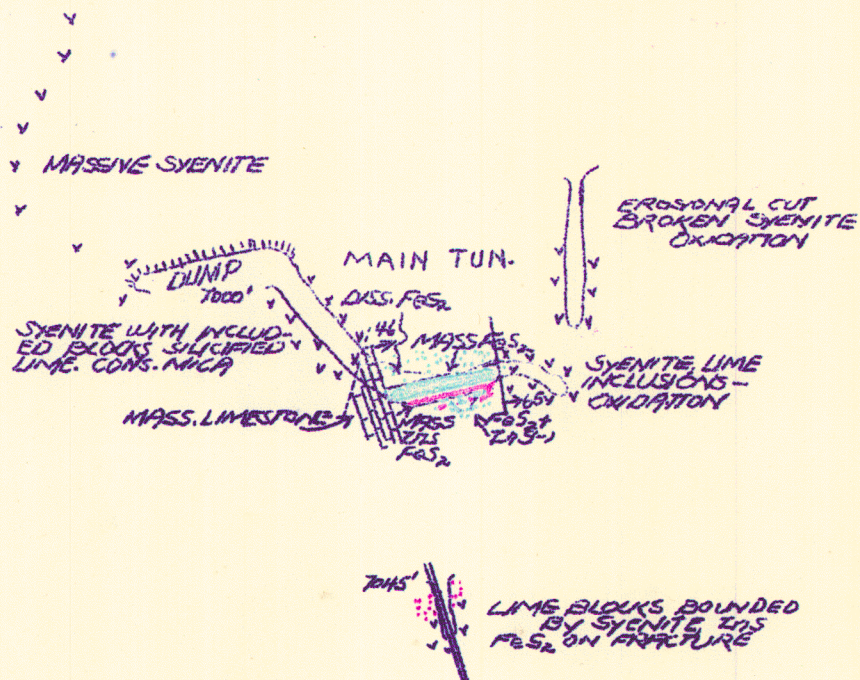 MASSIVE SYENITE
EROSIONAL CUT
BROKEN SYENITE
OXIDATION
MAIN TUN.
DUMP
7000'
DISS. FeS2
SYENITE WITH INCLUD-
ED BLOCKS SILICIFIED
LIME. CONS. MICA
46
MASS FeS2
SYENITE, LIME
INCLUSIONS -
OXIDATION
65
MASS. LIMESTONE
MASS
ZnS
FeS2
FeS2 +
ZnS(-)
7045'
LIME BLOCKS BOUNDED
BY SYENITE ZnS
FeS2 ON FRACTURE